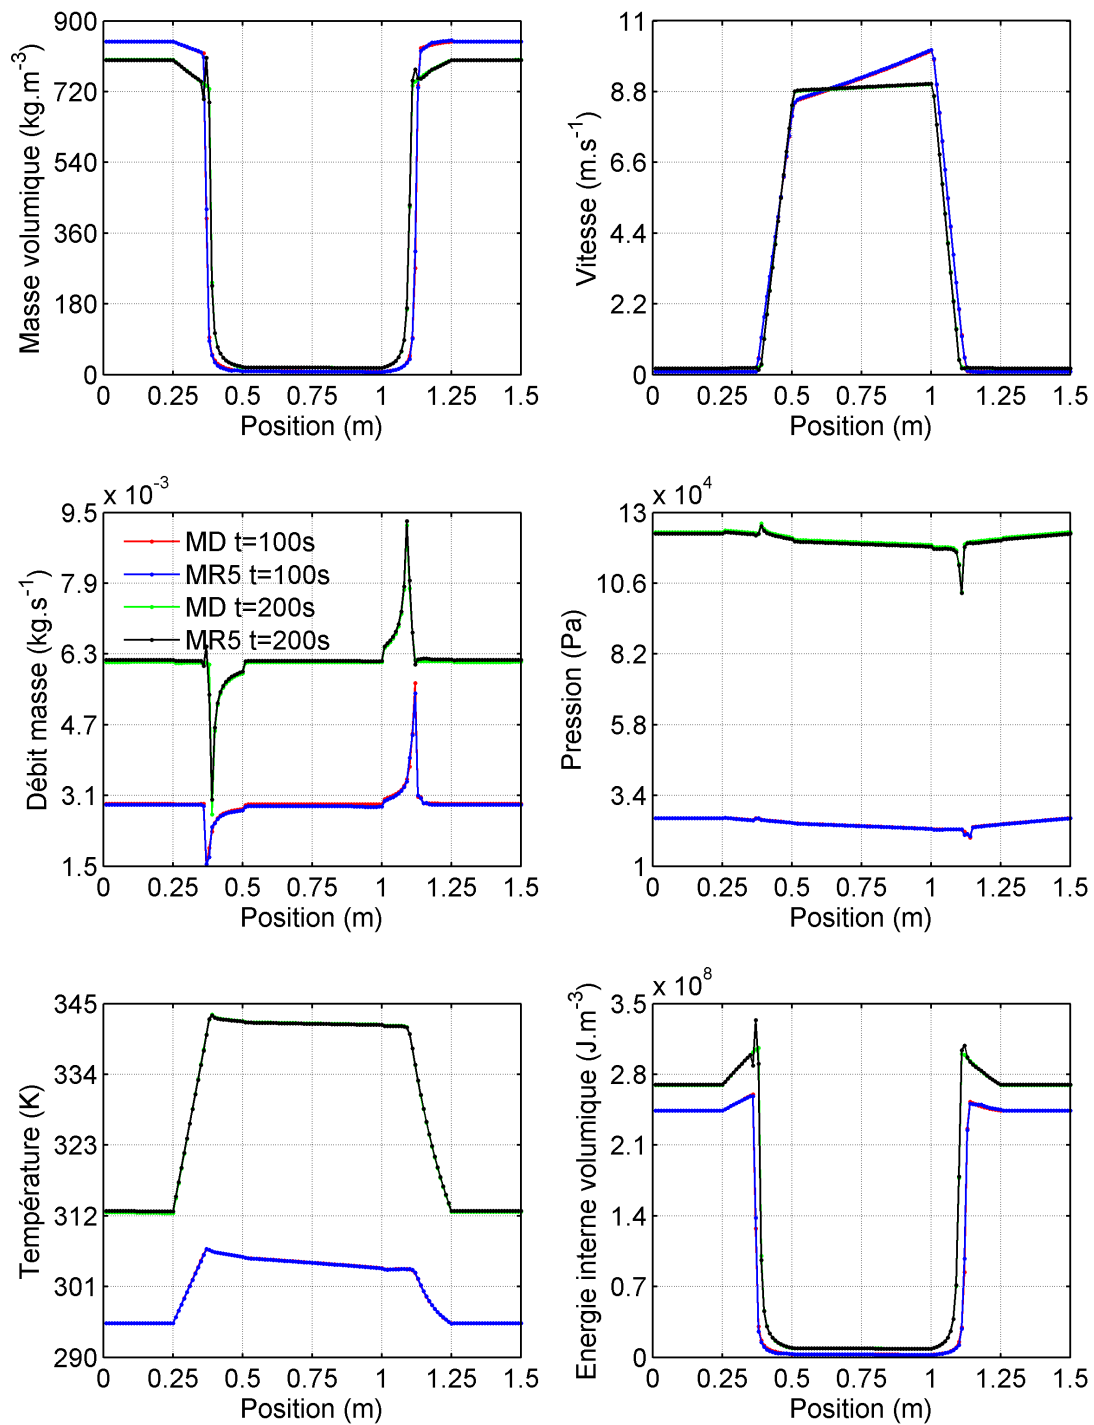 900
720
540
360
180
0
Masse volumique (kg.m-3)
0 0.25 0.5 0.75 1 1.25 1.5
Position (m)
11
8.8
6.6
4.4
2.2
0
Vitesse (m.s-1)
0 0.25 0.5 0.75 1 1.25 1.5
Position (m)
x 10-3
9.5
7.9
6.3
4.7
3.1
1.5
Débit masse (kg.s-1)
MD t=100s
MR5 t=100s
MD t=200s
MR5 t=200s
0 0.25 0.5 0.75 1 1.25 1.5
Position (m)
x 104
13
10.6
8.2
5.8
3.4
1
Pression (Pa)
0 0.25 0.5 0.75 1 1.25 1.5
Position (m)
345
334
323
312
301
290
Température (K)
0 0.25 0.5 0.75 1 1.25 1.5
Position (m)
x 108
3.5
2.8
2.1
1.4
0.7
0
Energie interne volumique (J.m-3)
0 0.25 0.5 0.75 1 1.25 1.5
Position (m)